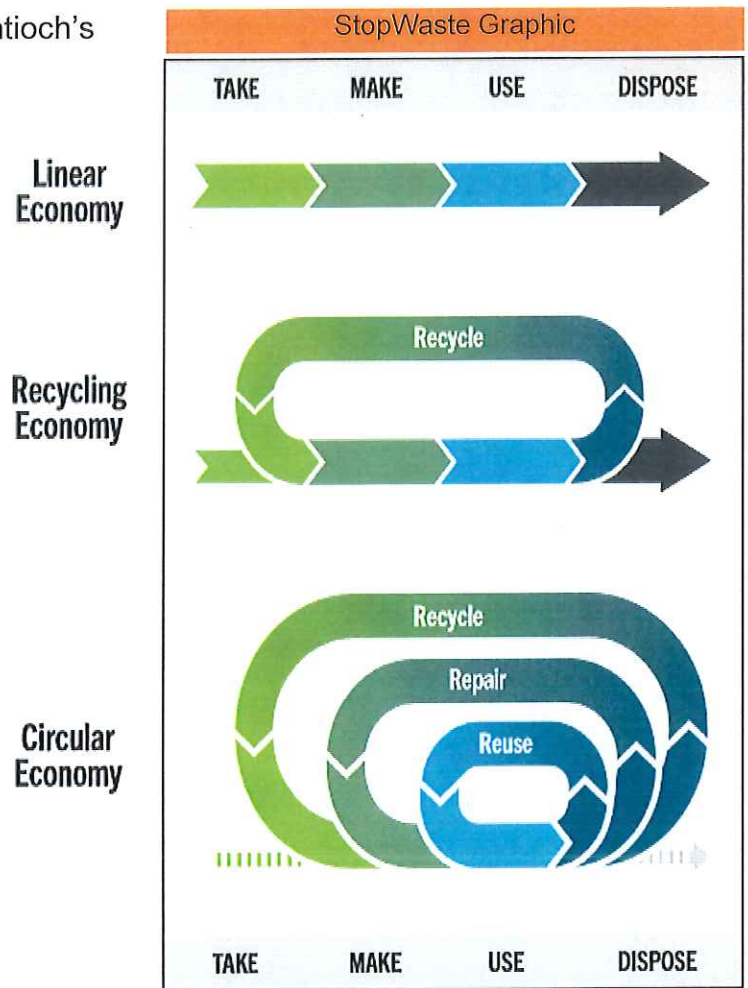 ntioch's
StopWaste Graphic
TAKE MAKE USE DISPOSE
Linear
Economy
Recycle
Recycling
Economy
Recycle
Repair
Reuse
Circular
Economy
TAKE MAKE USE DISPOSE